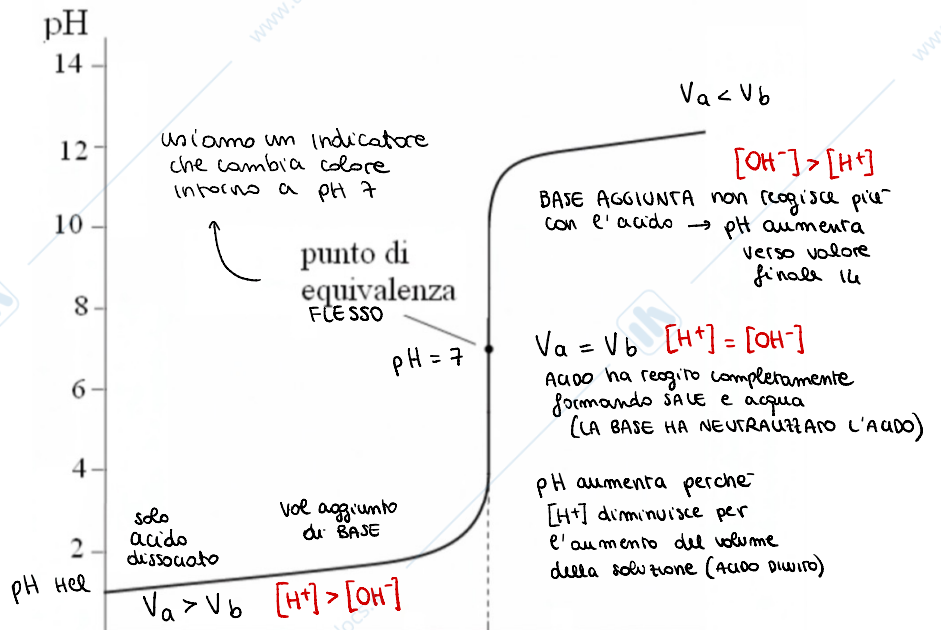 pH
14
12
10
8
6
4
2
usiamo un indicatore
che cambia colore
intorno a pH 7
punto di
equivalenza
FLESSO
pH = 7
Va < Vb
[OH⁻] > [H+]
BASE AGGIUNTA non reagisce più
con l'acido → pH aumenta
verso valore
finale 14
Va = Vb [H+] = [OH⁻]
ACIDO ha reagito completamente
formando SALE e acqua
(LA BASE HA NEUTRALIZZATO L'ACIDO)
pH aumenta perché
[H+] diminuisce per
l'aumento del volume
della soluzione (ACIDO DILUITO)
solo
acido
dissociato
vol aggiunto
di BASE
pH HCl
Va > Vb [H+] > [OH⁻]